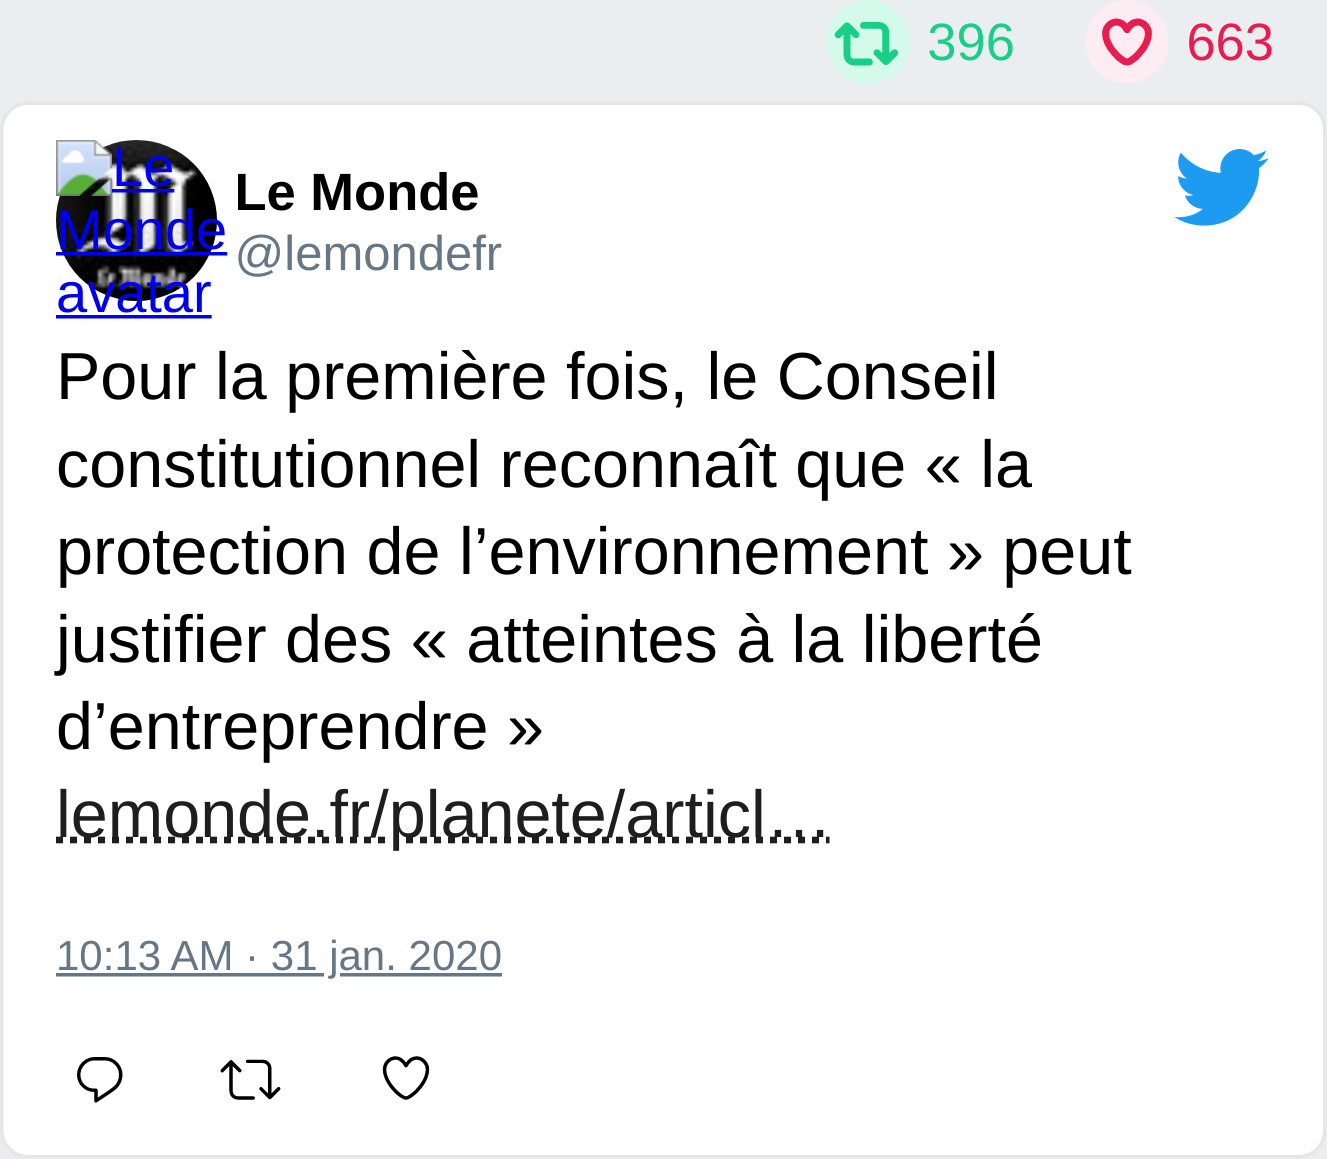 396 663
Le Monde avatar
Le Monde
@lemondefr
Pour la première fois, le Conseil
constitutionnel reconnaît que « la
protection de l’environnement » peut
justifier des « atteintes à la liberté
d’entreprendre »
lemonde.fr/planete/articl…
10:13 AM · 31 jan. 2020